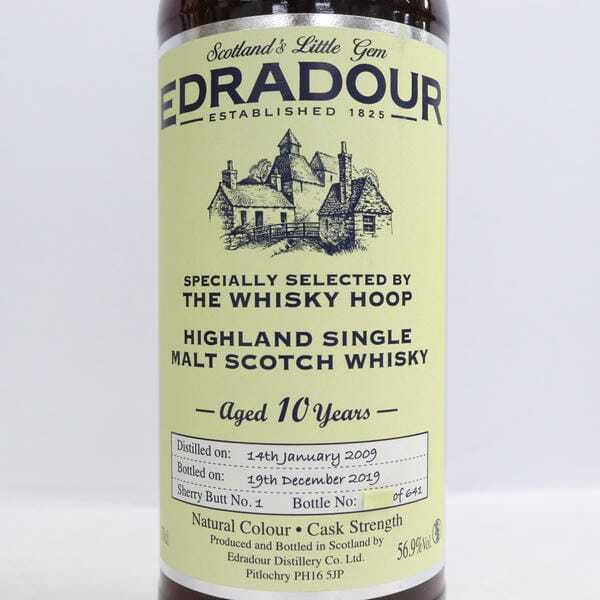 Scotland's Little Gem
EDRADOUR
ESTABLISHED 1825
SPECIALLY SELECTED BY
THE WHISKY HOOP
HIGHLAND SINGLE
MALT SCOTCH WHISKY
— Aged 10 Years —
Distilled on: 14th January 2009
Bottled on: 19th December 2019
Sherry Butt No. 1 Bottle No: of 641
Natural Colour • Cask Strength
Produced and Bottled in Scotland by
Edradour Distillery Co. Ltd.
Pitlochry PH16 5JP
56.9%vol.